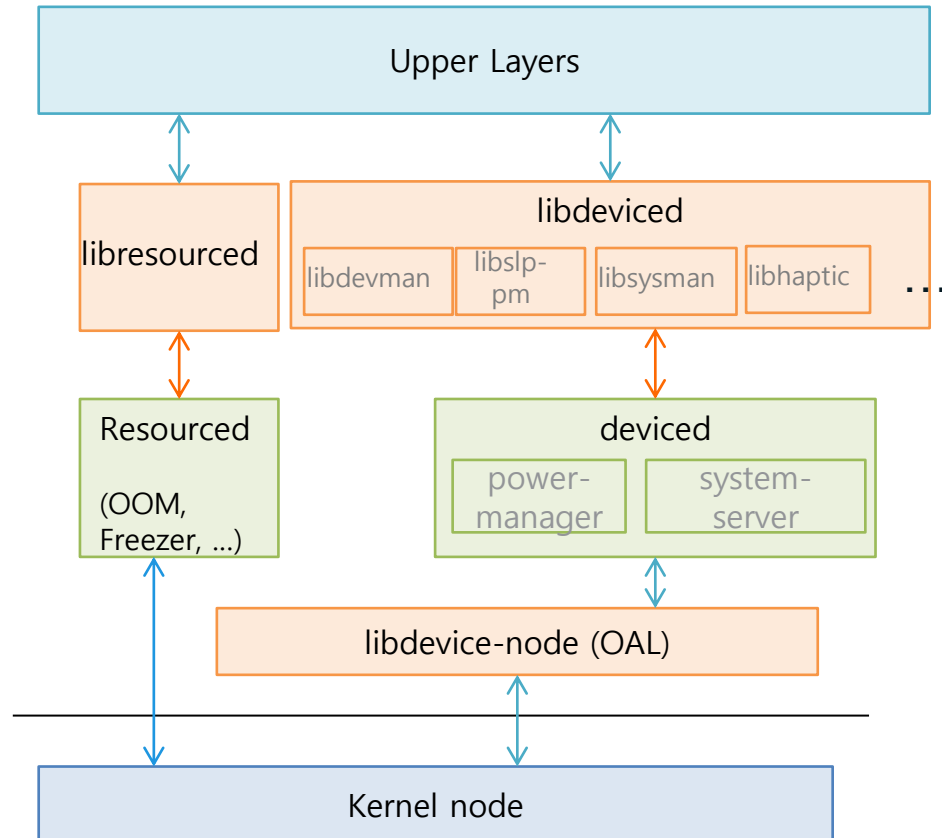 Upper Layers
libresourced
libdeviced
libdevman
libslp-
pm
libsysman
libhaptic
...
Resourced
(OOM,
Freezer, ...)
deviced
power-
manager
system-
server
libdevice-node (OAL)
Kernel node